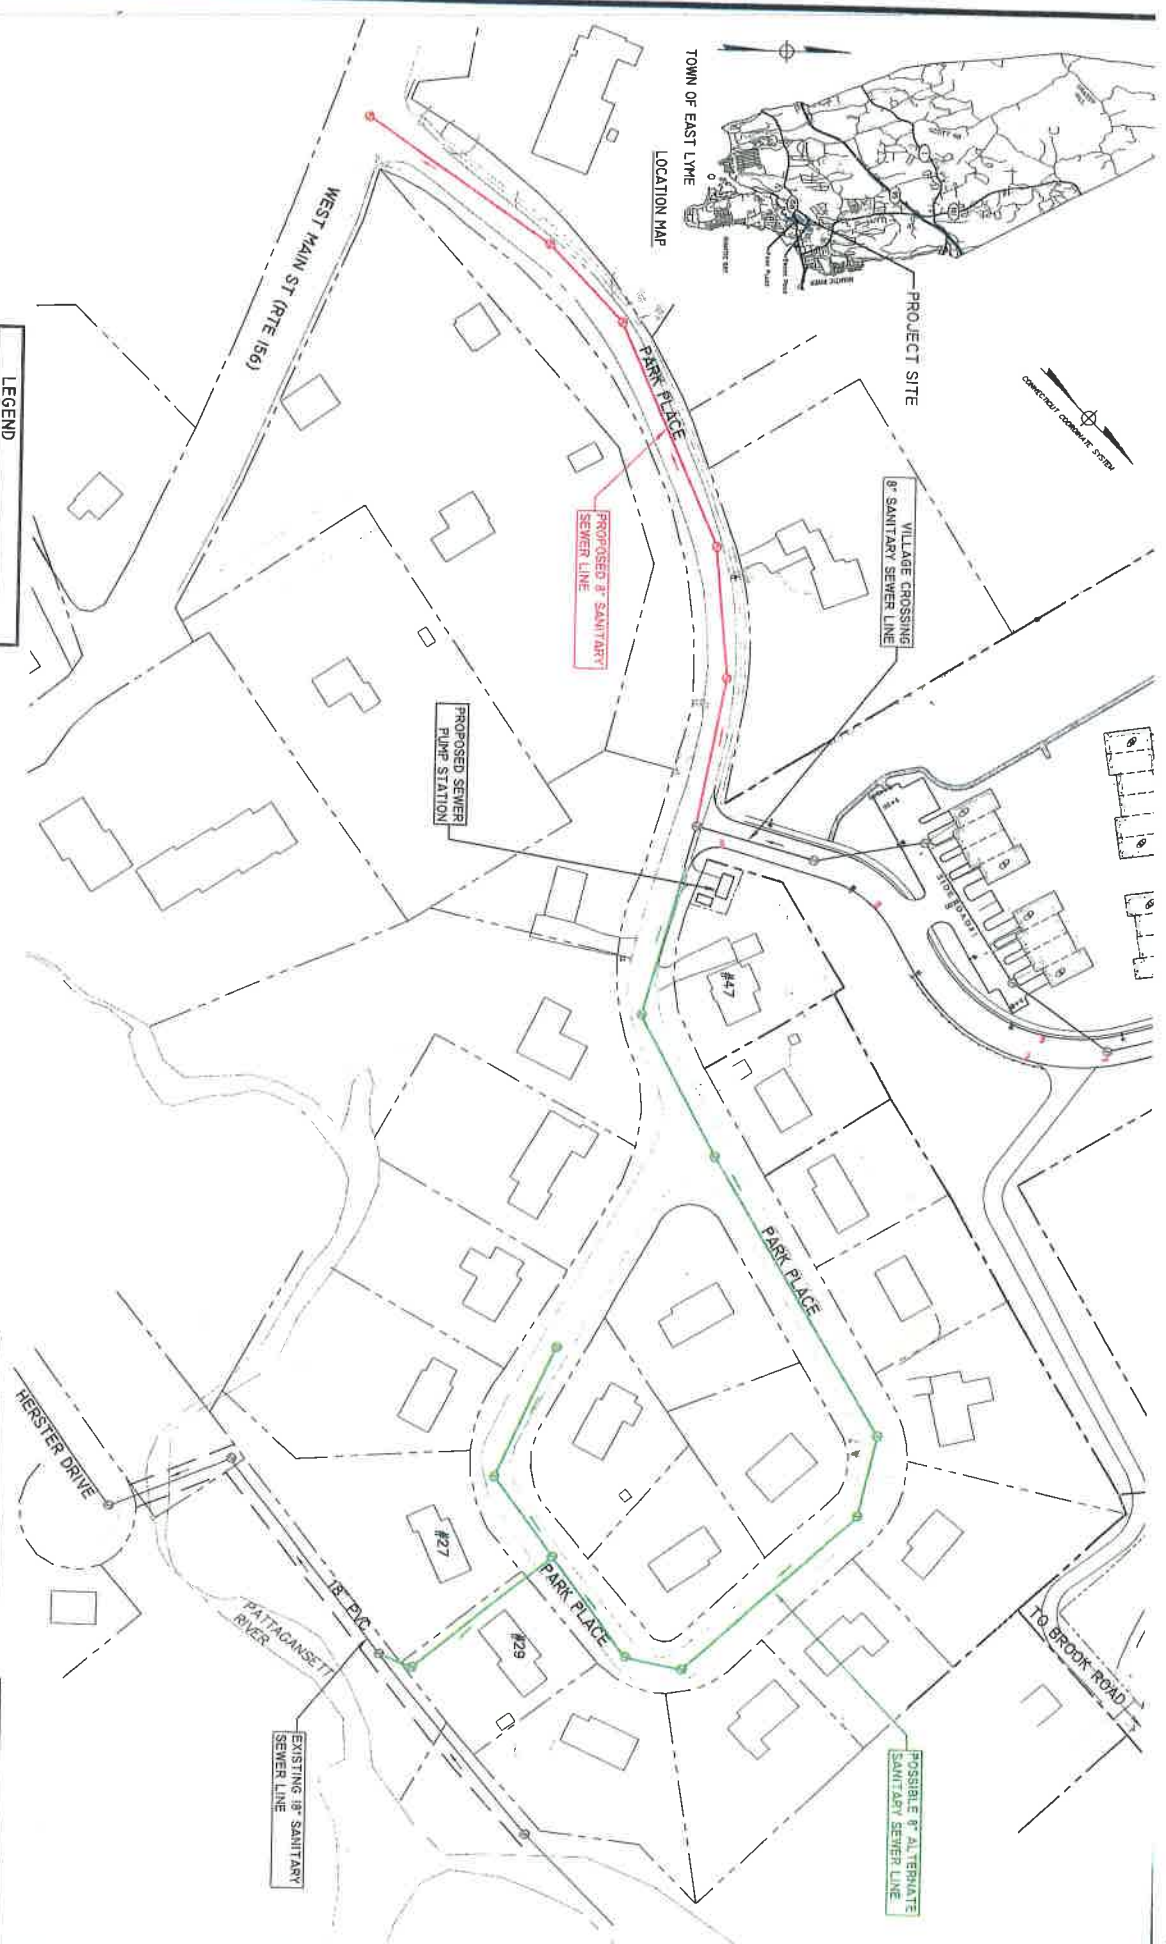 TOWN OF EAST LYME
LOCATION MAP
PROJECT SITE
CONNECTICUT COORDINATE SYSTEM
WEST MAIN ST (RTE 156)
PARK PLACE
VILLAGE CROSSING
8" SANITARY SEWER LINE
PROPOSED 8" SANITARY
SEWER LINE
LEGEND
PROPOSED SEWER
PUMP STATION
#47
PARK PLACE
HERSTER DRIVE
#27
18" PVC
PARK PLACE
#29
PATTAGANSETT
RIVER
TO BROOK ROAD
EXISTING 18" SANITARY
SEWER LINE
POSSIBLE 8" ALTERNATE
SANITARY SEWER LINE